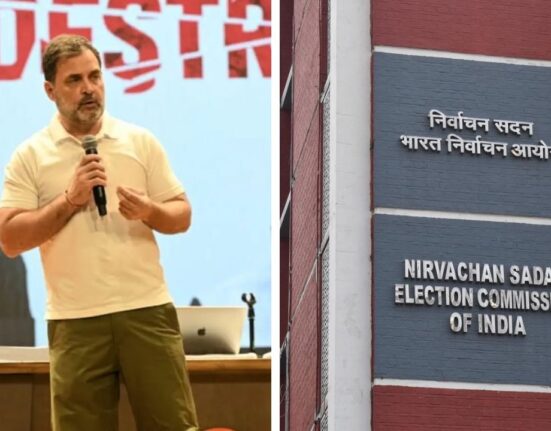 DESTR
निर्वाचन सदन
भारत निर्वाचन आयो
NIRVACHAN SADA
ELECTION COMMISSI
OF INDIA